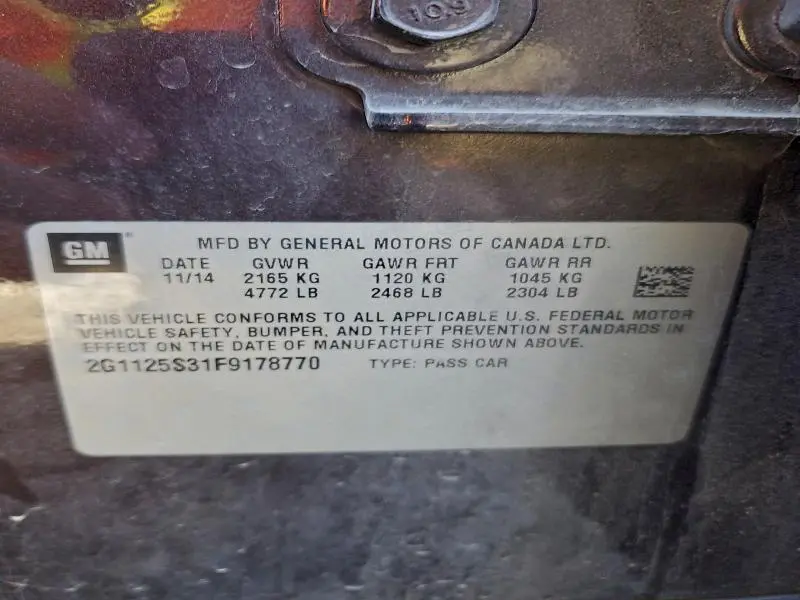 10.9
GM® MFD BY GENERAL MOTORS OF CANADA LTD.
DATE GVWR GAWR FRT GAWR RR
11/14 2165 KG 1120 KG 1045 KG
4772 LB 2468 LB 2304 LB
THIS VEHICLE CONFORMS TO ALL APPLICABLE U.S. FEDERAL MOTOR
VEHICLE SAFETY, BUMPER, AND THEFT PREVENTION STANDARDS IN
EFFECT ON THE DATE OF MANUFACTURE SHOWN ABOVE.
2G1125S31F9178770 TYPE: PASS CAR